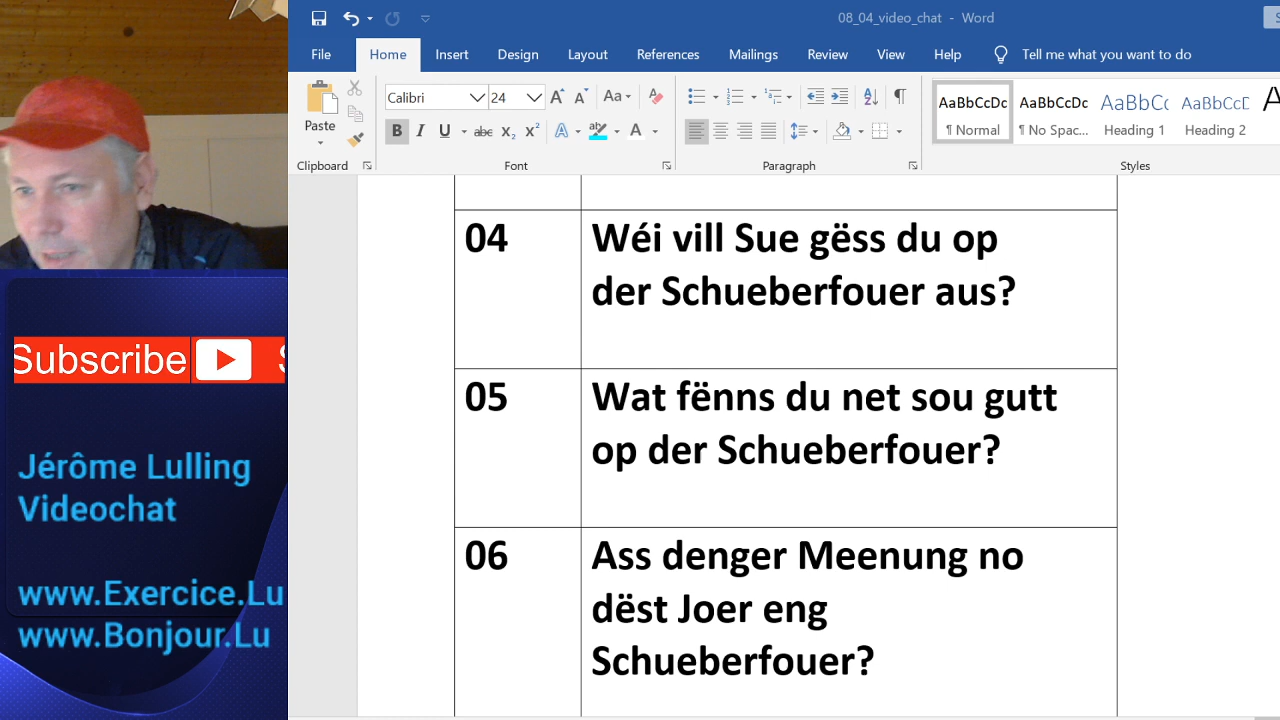 08_04_video_chat - Word
File Home Insert Design Layout References Mailings Review View Help Tell me what you want to do
Paste
Clipboard
Calibri 24
Font
Paragraph
AaBbCcDc AaBbCcDc AaBbCc AaBbCcE
¶ Normal ¶ No Spac... Heading 1 Heading 2
Styles
04 Wéi vill Sue gëss du op
der Schueberfouer aus?
05 Wat fënns du net sou gutt
op der Schueberfouer?
06 Ass denger Meenung no
dëst Joer eng
Schueberfouer?
Subscribe
Jérôme Lulling
Videochat
www.Exercice.Lu
www.Bonjour.Lu